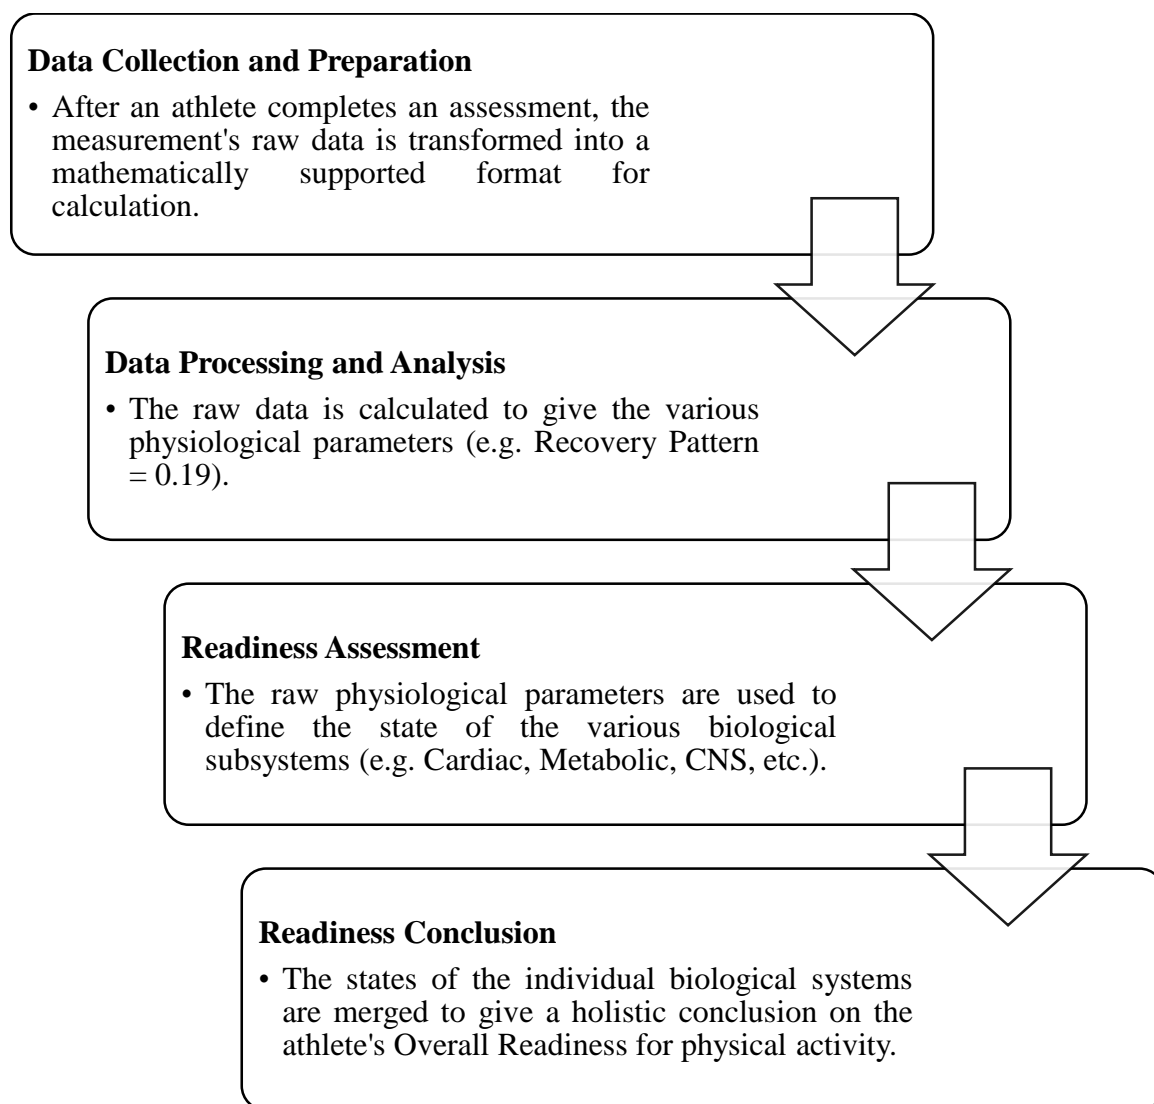 Data Collection and Preparation
• After an athlete completes an assessment, the
measurement's raw data is transformed into a
mathematically supported format for
calculation.
Data Processing and Analysis
• The raw data is calculated to give the various
physiological parameters (e.g. Recovery Pattern
= 0.19).
Readiness Assessment
• The raw physiological parameters are used to
define the state of the various biological
subsystems (e.g. Cardiac, Metabolic, CNS, etc.).
Readiness Conclusion
• The states of the individual biological systems
are merged to give a holistic conclusion on the
athlete's Overall Readiness for physical activity.